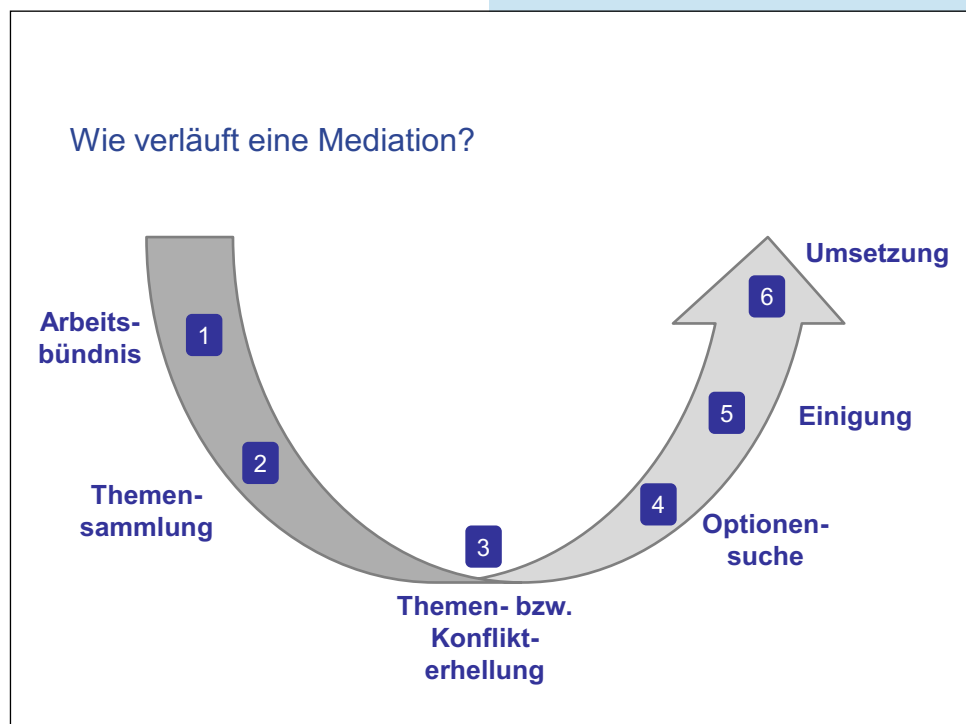 Wie verläuft eine Mediation?
1
Arbeits-
bündnis
2
Themen-
sammlung
3
Themen- bzw.
Konflikt-
erhellung
4
Optionen-
suche
5
Einigung
6
Umsetzung